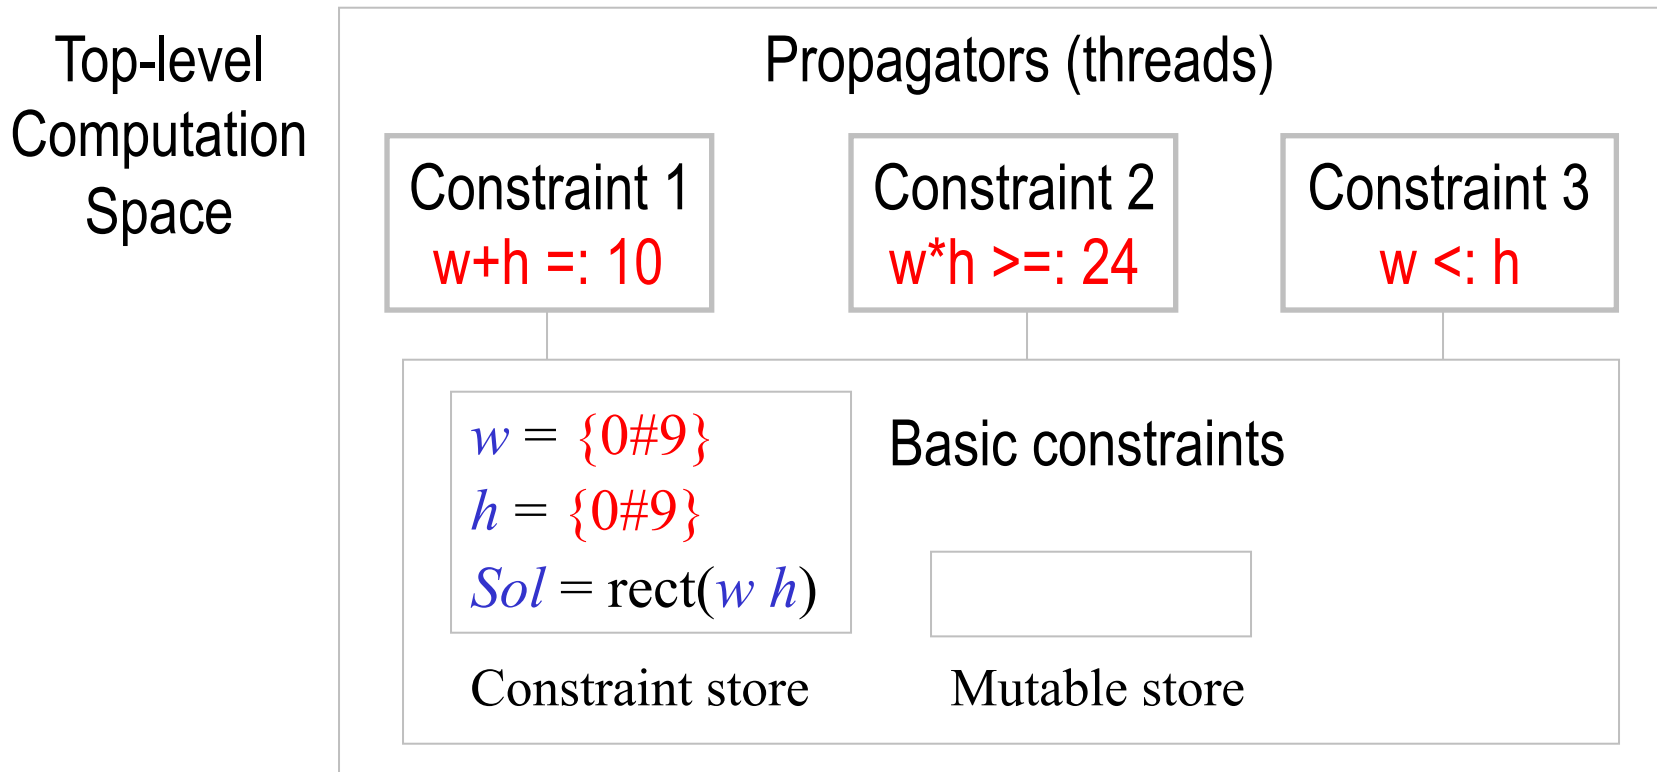 Top-level
Computation
Space
Propagators (threads)
Constraint 1
w+h =: 10
Constraint 2
w*h >=: 24
Constraint 3
w <: h
w = {0#9}
h = {0#9}
Sol = rect(w h)
Basic constraints
Constraint store
Mutable store